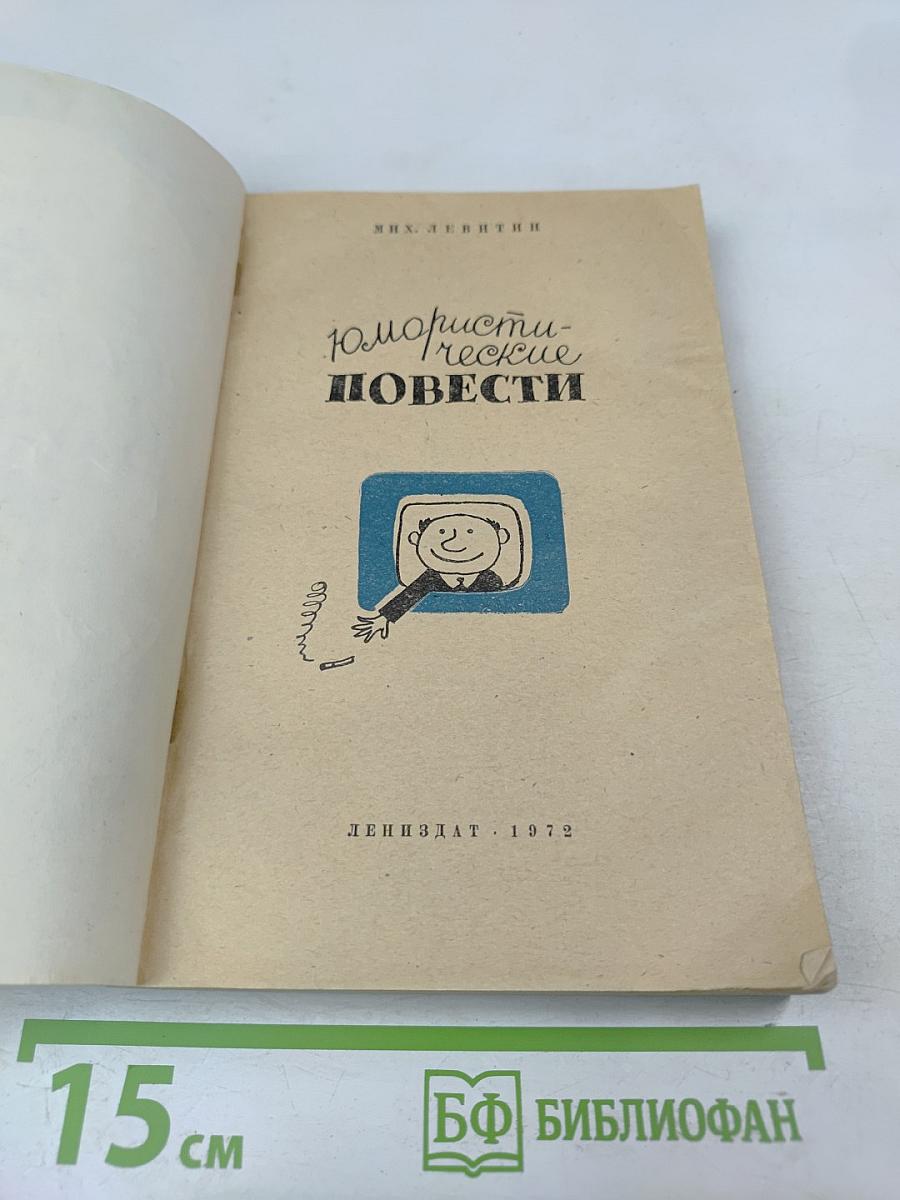 МИХ. ЛЕВИТИН
Юмористи-
ческие
ПОВЕСТИ
ЛЕНИЗДАТ · 1972
15 см
БФ БИБЛИОФАН